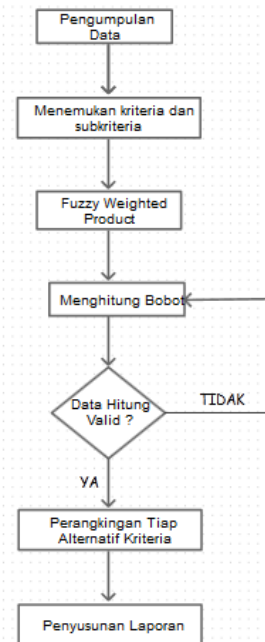 Pengumpulan
Data
Menemukan kriteria dan
subkriteria
Fuzzy Weighted
Product
Menghitung Bobot
Data Hitung
Valid ?
TIDAK
YA
Perangkingan Tiap
Alternatif Kriteria
Penyusunan Laporan